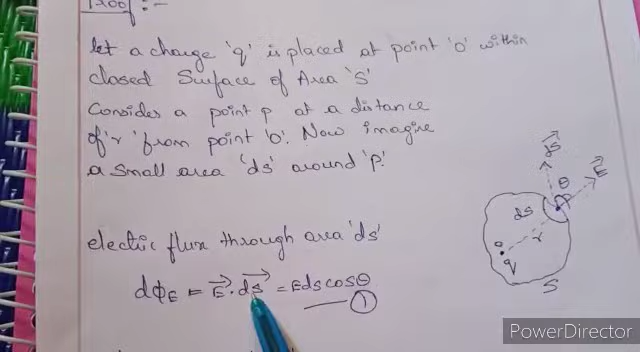 Proof :-
let a charge 'q' is placed at point 'o' within
closed Surface of Area 'S'
Consider a point p at a distance
of 'r' from point 'o'. Now imagine
a small area 'ds' around 'p'.
electric flux through area 'ds'
dϕE = E⃗ . ds⃗ = Eds cosθ
1
ds⃗
E⃗
θ
ds
r
o
q
S
PowerDirector